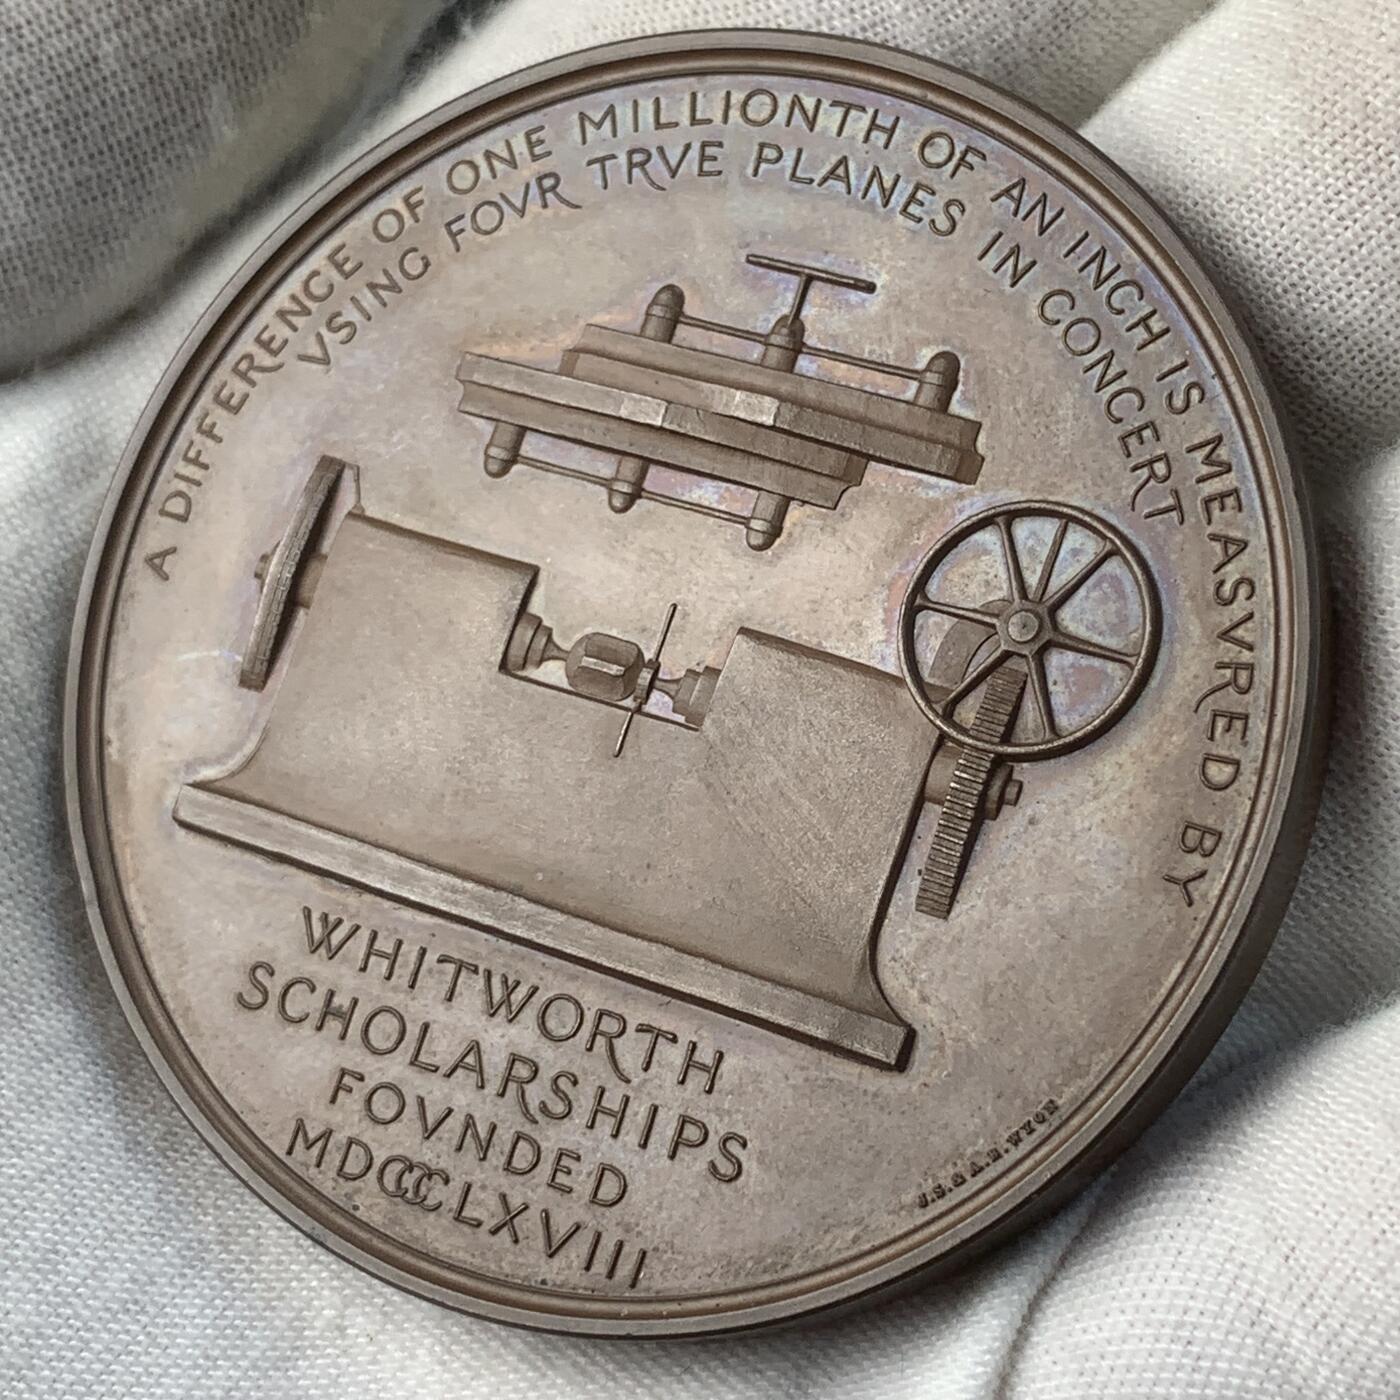 A DIFFERENCE OF ONE MILLIONTH OF AN INCH IS MEASVRED BY
VSING FOVR TRVE PLANES IN CONCERT
WHITWORTH
SCHOLARSHIPS
FOVNDED
MDCCCLXVIII
J.S.&A.B.WYON